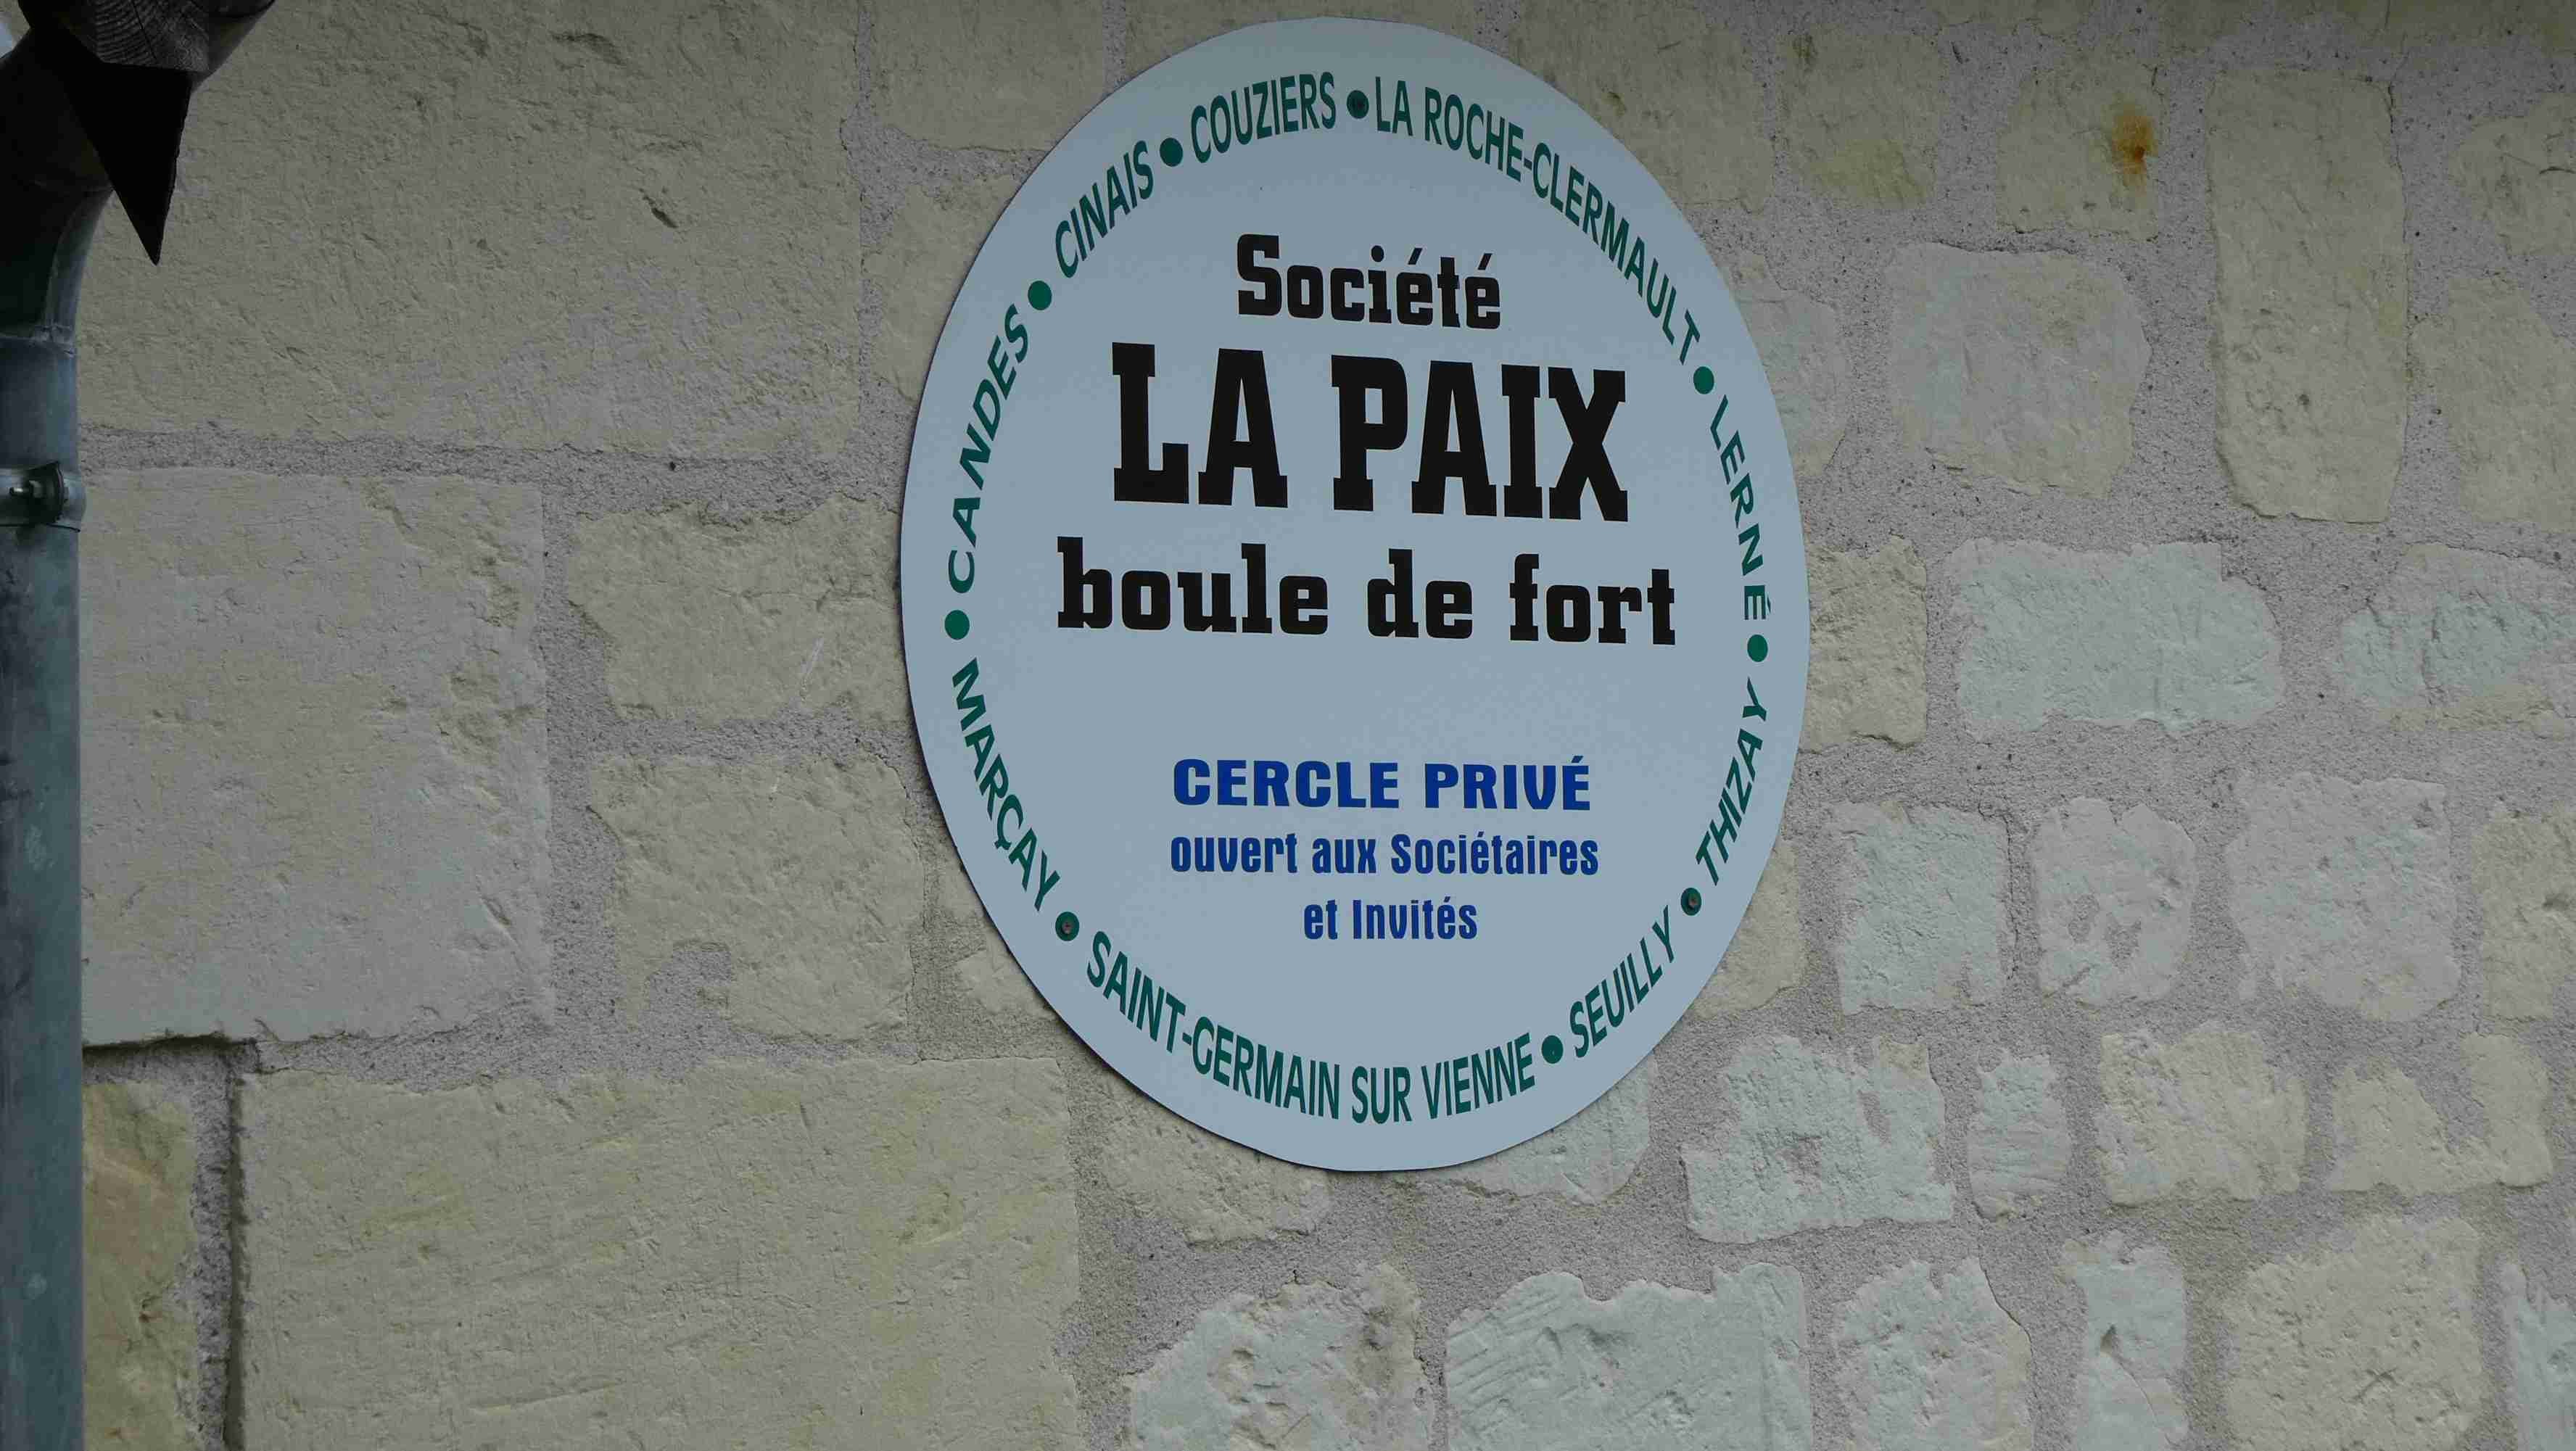 CANDES • CINAIS • COUZIERS • LA ROCHE-CLERMAULT • LERNÉ •
Société
LA PAIX
boule de fort
CERCLE PRIVÉ
ouvert aux Sociétaires
et Invités
• MARÇAY • SAINT-GERMAIN SUR VIENNE • SEUILLY • THIZAY